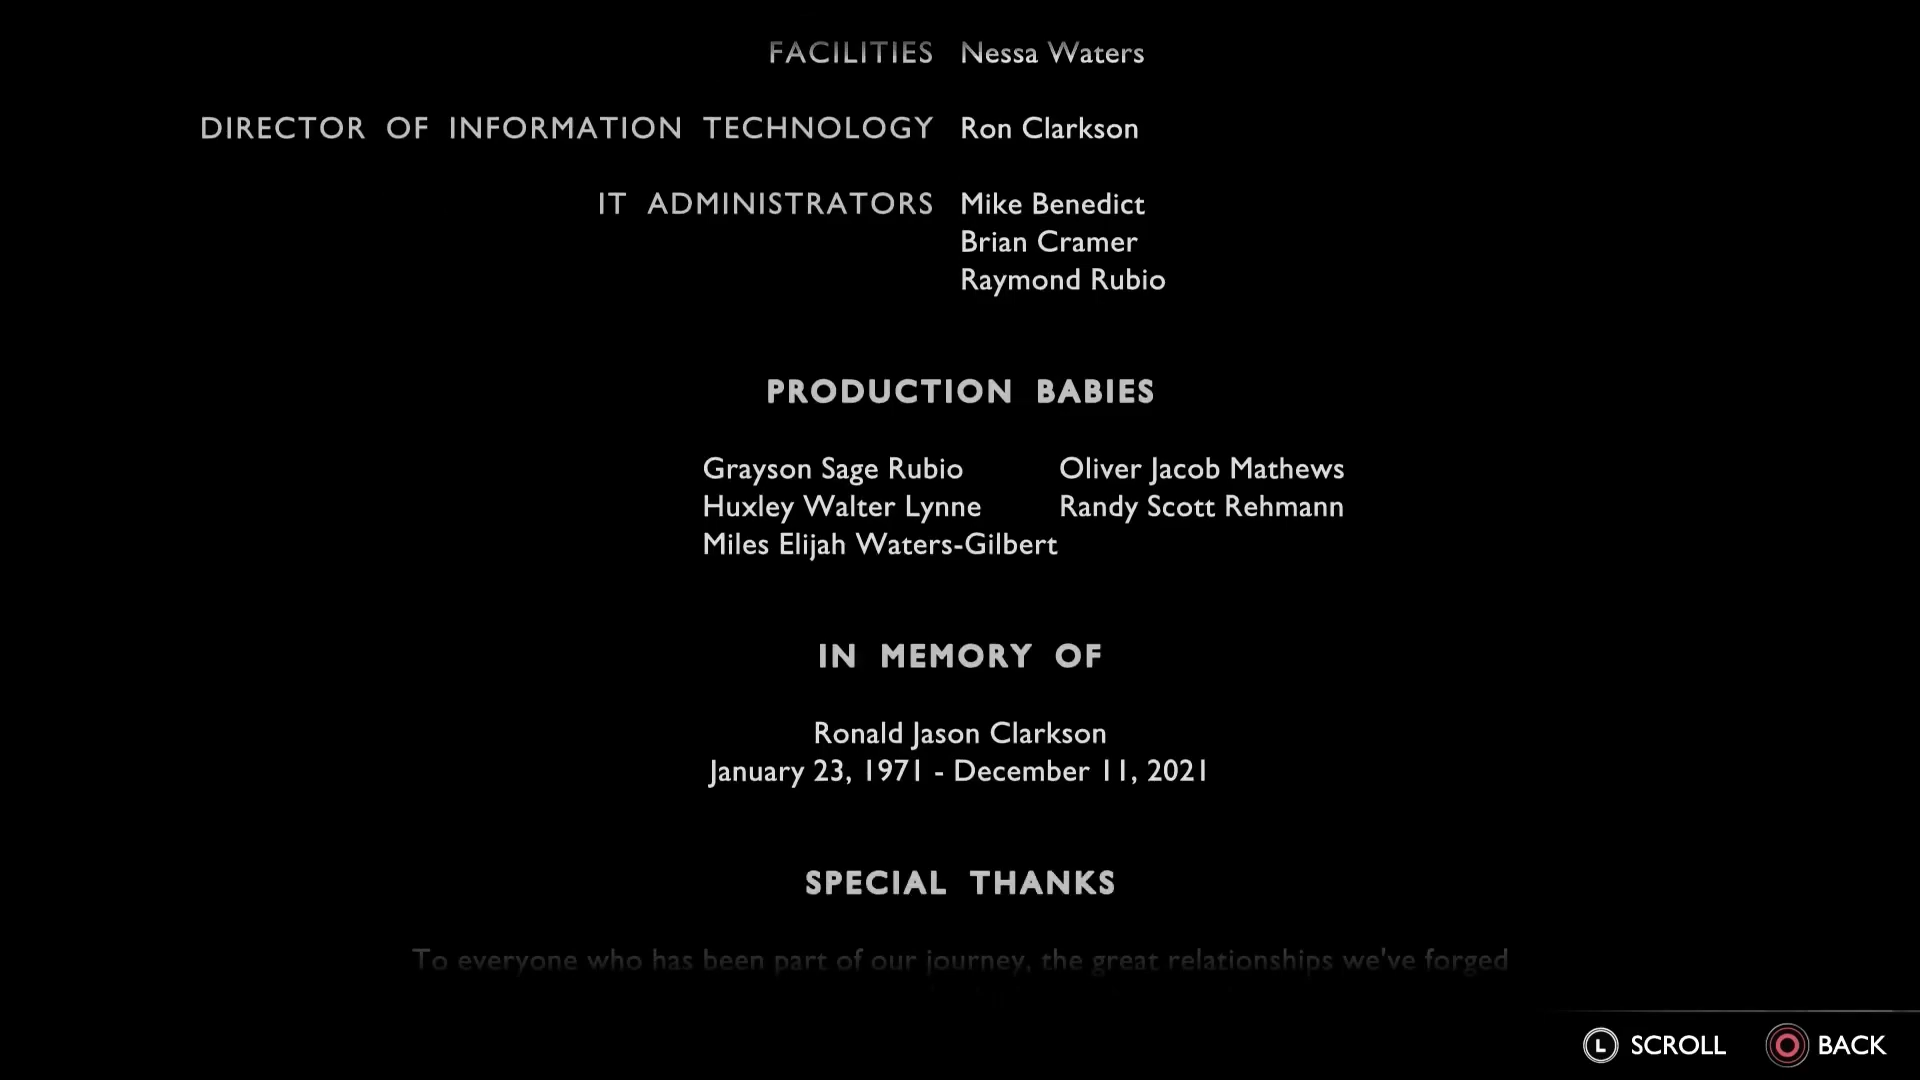 FACILITIES Nessa Waters
DIRECTOR OF INFORMATION TECHNOLOGY Ron Clarkson
IT ADMINISTRATORS Mike Benedict
Brian Cramer
Raymond Rubio
PRODUCTION BABIES
Grayson Sage Rubio Oliver Jacob Mathews
Huxley Walter Lynne Randy Scott Rehmann
Miles Elijah Waters-Gilbert
IN MEMORY OF
Ronald Jason Clarkson
January 23, 1971 - December 11, 2021
SPECIAL THANKS
To everyone who has been part of our journey, the great relationships we've forged
L SCROLL BACK